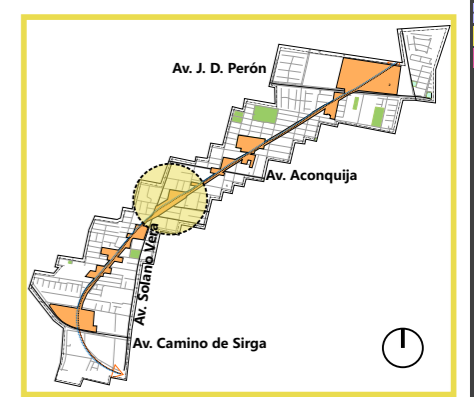 Av. J. D. Perón
Av. Aconquija
Av. Solano Vera
Av. Camino de Sirga